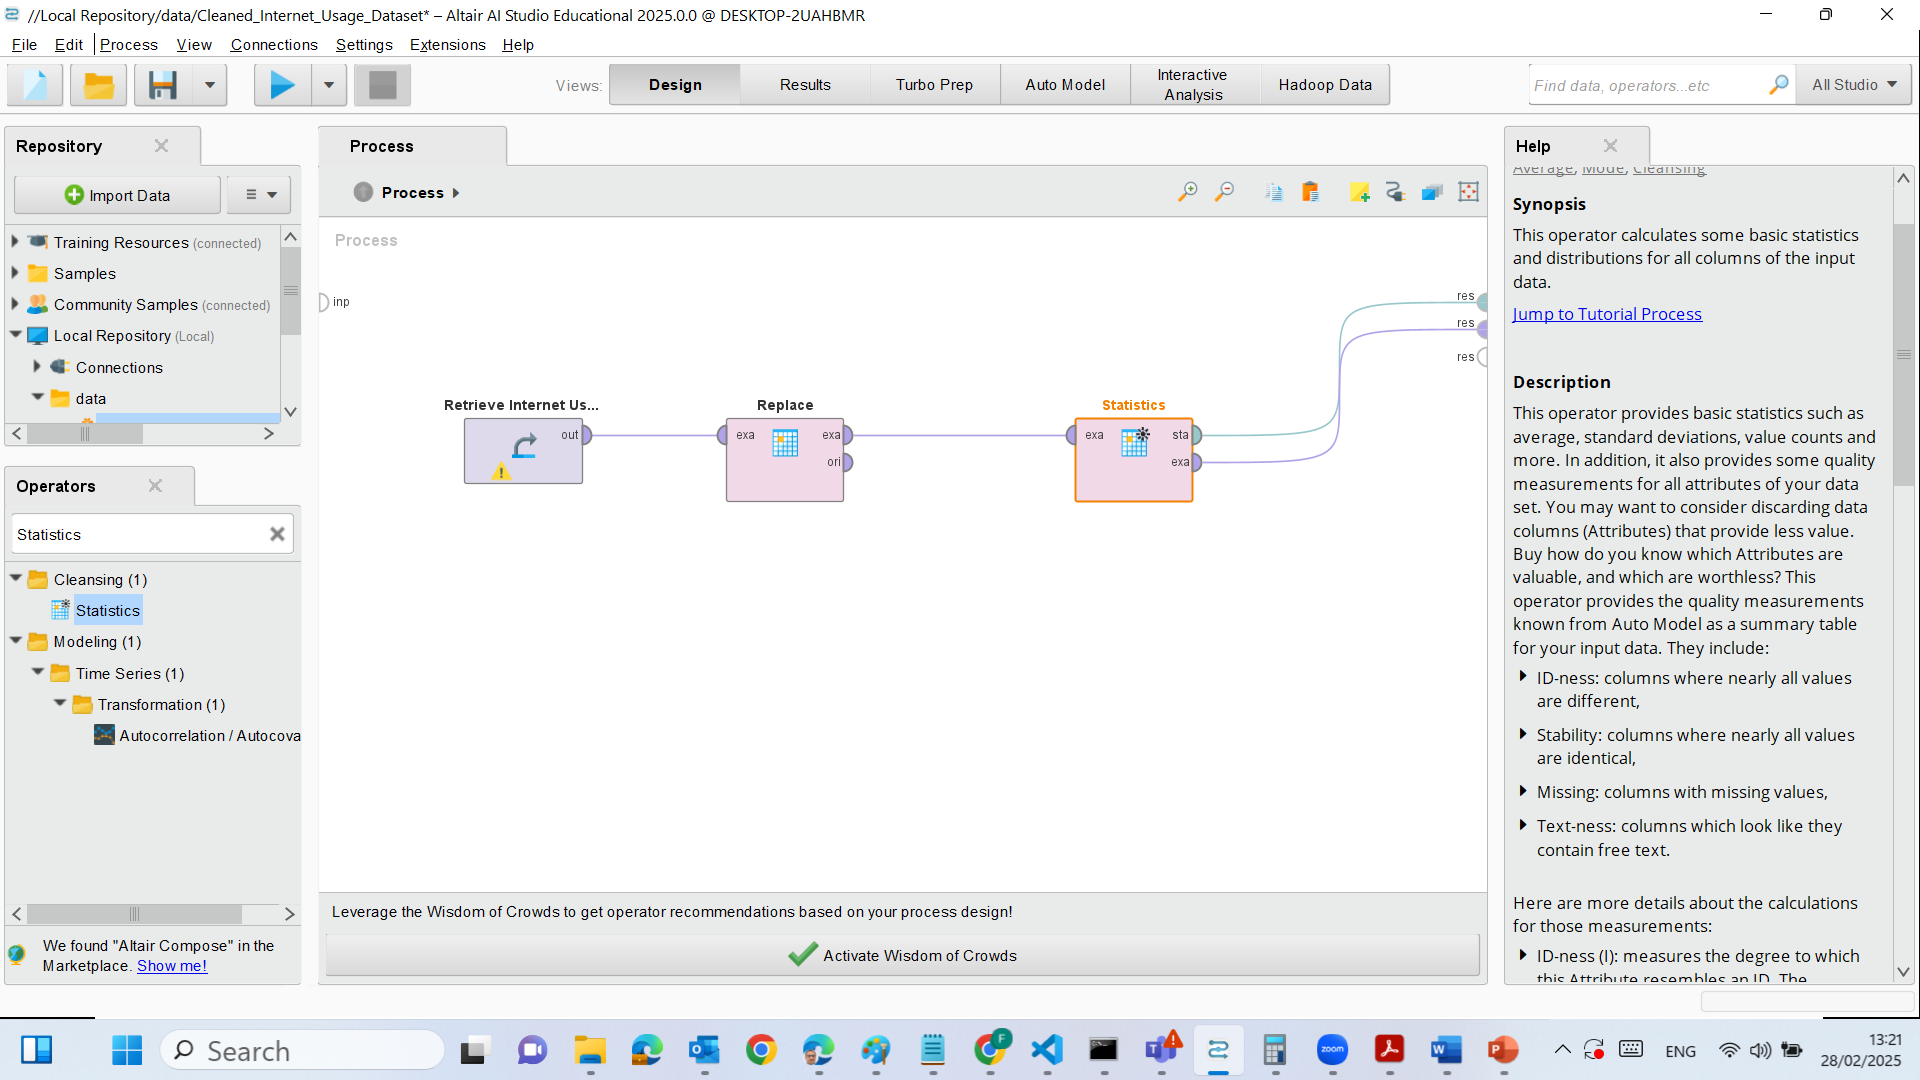 //Local Repository/data/Cleaned_Internet_Usage_Dataset* – Altair AI Studio Educational 2025.0.0 @ DESKTOP-2UAHBMR
File Edit Process View Connections Settings Extensions Help
Views: Design Results Turbo Prep Auto Model Interactive Analysis Hadoop Data
Find data, operators...etc
All Studio
Repository
Import Data
Training Resources (connected)
Samples
Community Samples (connected)
Local Repository (Local)
Connections
data
Operators
Statistics
Cleansing (1)
Statistics
Modeling (1)
Time Series (1)
Transformation (1)
Autocorrelation / Autocova
We found "Altair Compose" in the
Marketplace. Show me!
Process
Process
Process
inp
res
res
res
Retrieve Internet Us...
out
Replace
exa exa
ori
Statistics
exa sta
exa
Leverage the Wisdom of Crowds to get operator recommendations based on your process design!
Activate Wisdom of Crowds
Help
Average, Mode, Cleansing
Synopsis
This operator calculates some basic statistics
and distributions for all columns of the input
data.
Jump to Tutorial Process
Description
This operator provides basic statistics such as
average, standard deviations, value counts and
more. In addition, it also provides some quality
measurements for all attributes of your data
set. You may want to consider discarding data
columns (Attributes) that provide less value.
Buy how do you know which Attributes are
valuable, and which are worthless? This
operator provides the quality measurements
known from Auto Model as a summary table
for your input data. They include:
ID-ness: columns where nearly all values
are different,
Stability: columns where nearly all values
are identical,
Missing: columns with missing values,
Text-ness: columns which look like they
contain free text.
Here are more details about the calculations
for those measurements:
ID-ness (I): measures the degree to which
this Attribute resembles an ID. The
Search
zoom
F
ENG
13:21
28/02/2025